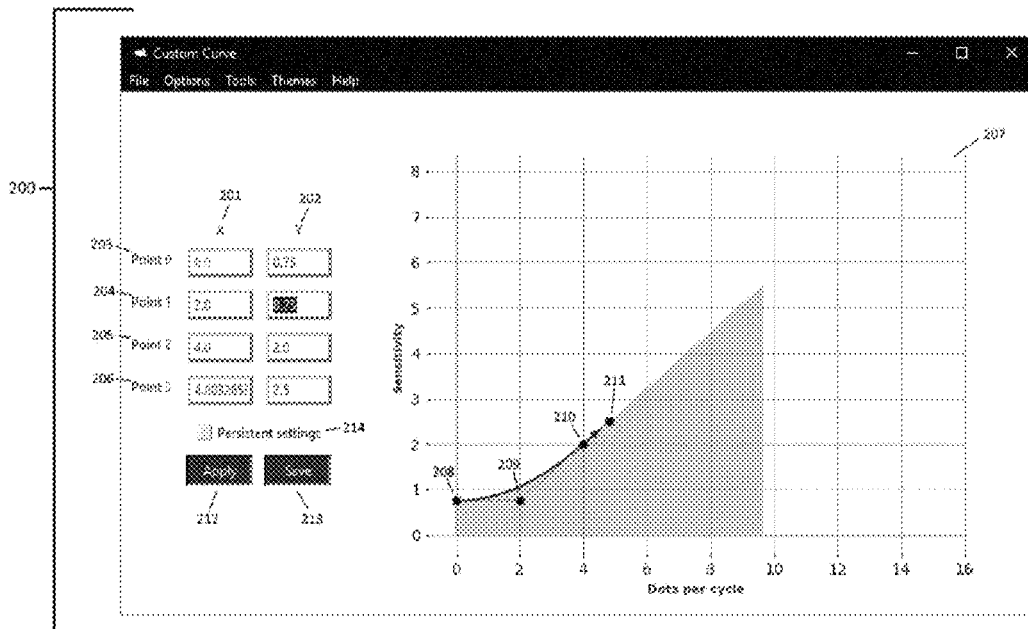 Custom Curve
File Options Tools Themes Help
200
201 202
X Y
203 Point 0 0.0 0.75
204 Point 1 2.0
205 Point 2 4.0 2.0
206 Point 3 2.5
Persistent settings 214
Apply Save
212 213
207
8
7
6
5
4
3
2
1
0
Sensitivity
208 209 210 211
0 2 4 6 8 10 12 14 16
Dots per cycle